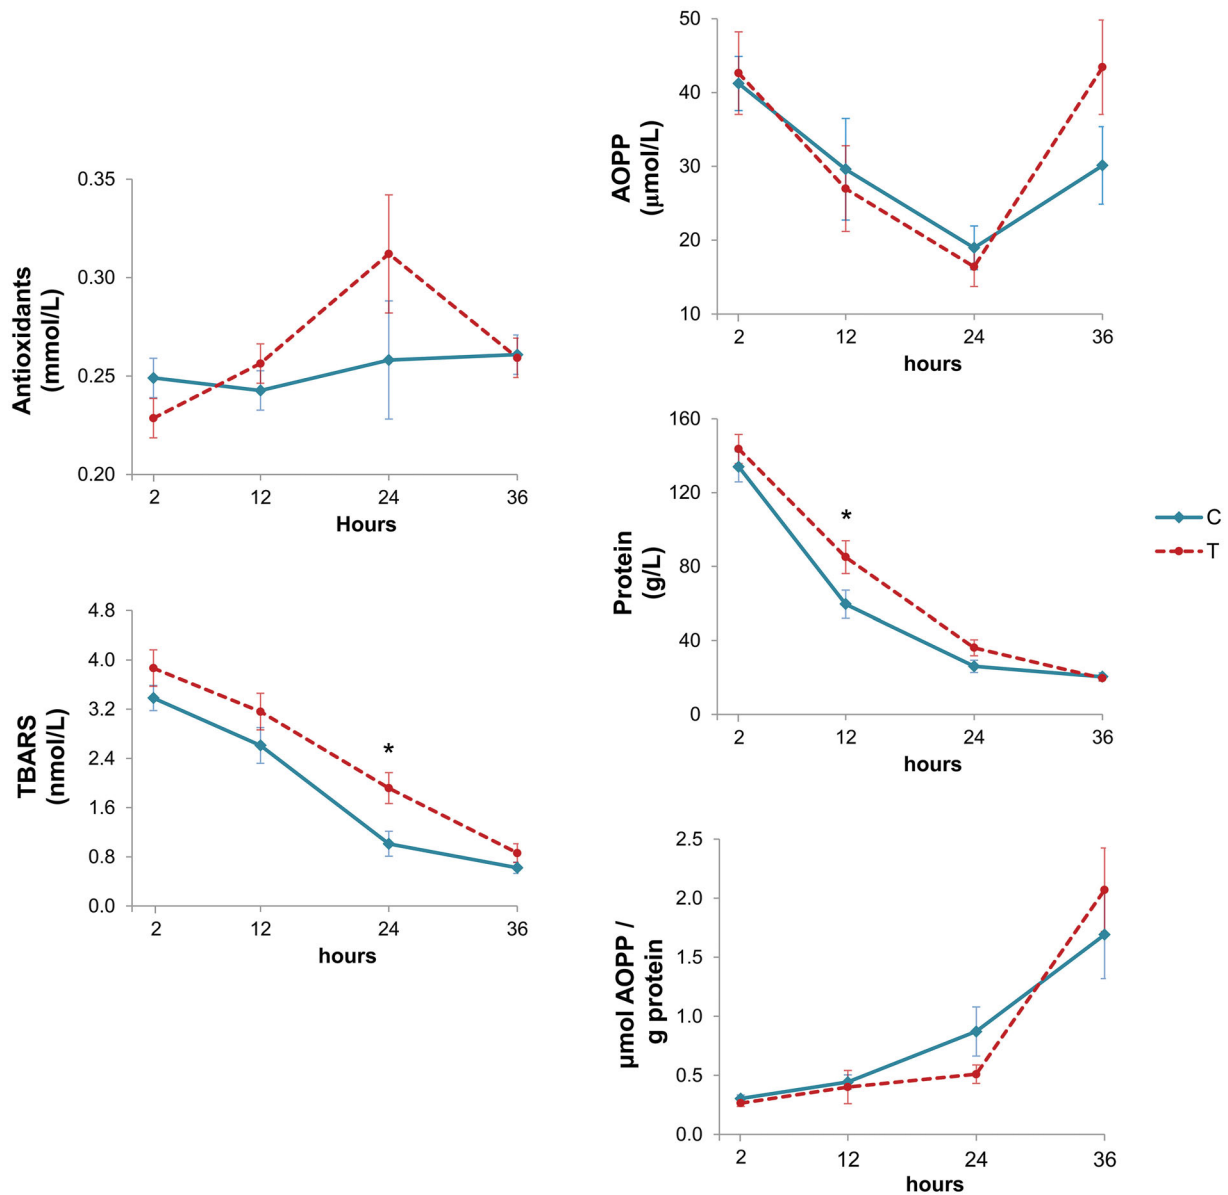 Antioxidants
(mmol/L)
0.35
0.30
0.25
0.20
2 12 24 36
Hours
TBARS
(nmol/L)
4.8
4.0
3.2
2.4
1.6
0.8
0.0
*
2 12 24 36
hours
AOPP
(µmol/L)
50
40
30
20
10
2 12 24 36
hours
Protein
(g/L)
160
120
80
40
0
*
2 12 24 36
hours
C
T
µmol AOPP /
g protein
2.5
2.0
1.5
1.0
0.5
0.0
2 12 24 36
hours